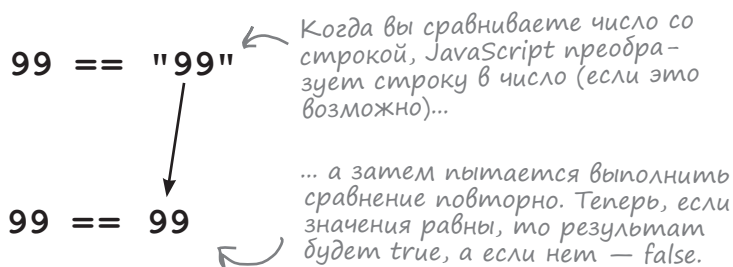 99 == "99"
Когда вы сравниваете число со
строкой, JavaScript преобра-
зует строку в число (если это
возможно)...
... а затем пытается выполнить
сравнение повторно. Теперь, если
значения равны, то результат
будет true, а если нет — false.
99 == 99